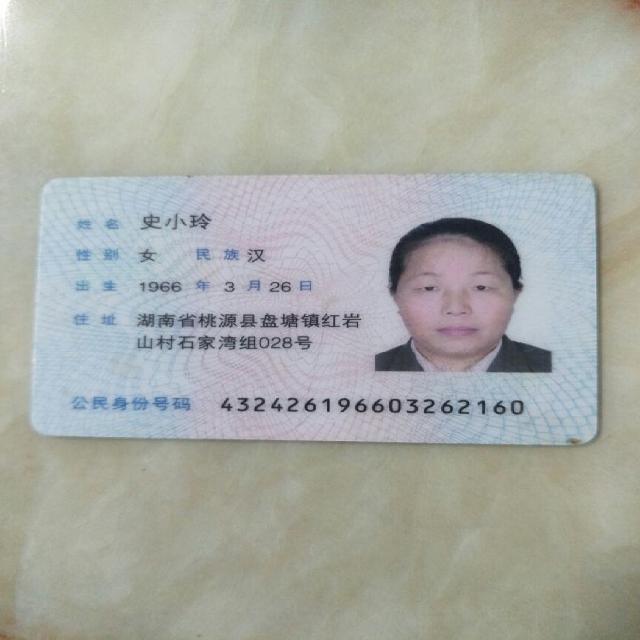 姓名 史小玲
性别 女 民族 汉
出生 1966 年 3 月 26 日
住址 湖南省桃源县盘塘镇红岩
山村石家湾组028号
公民身份号码 432426196603262160